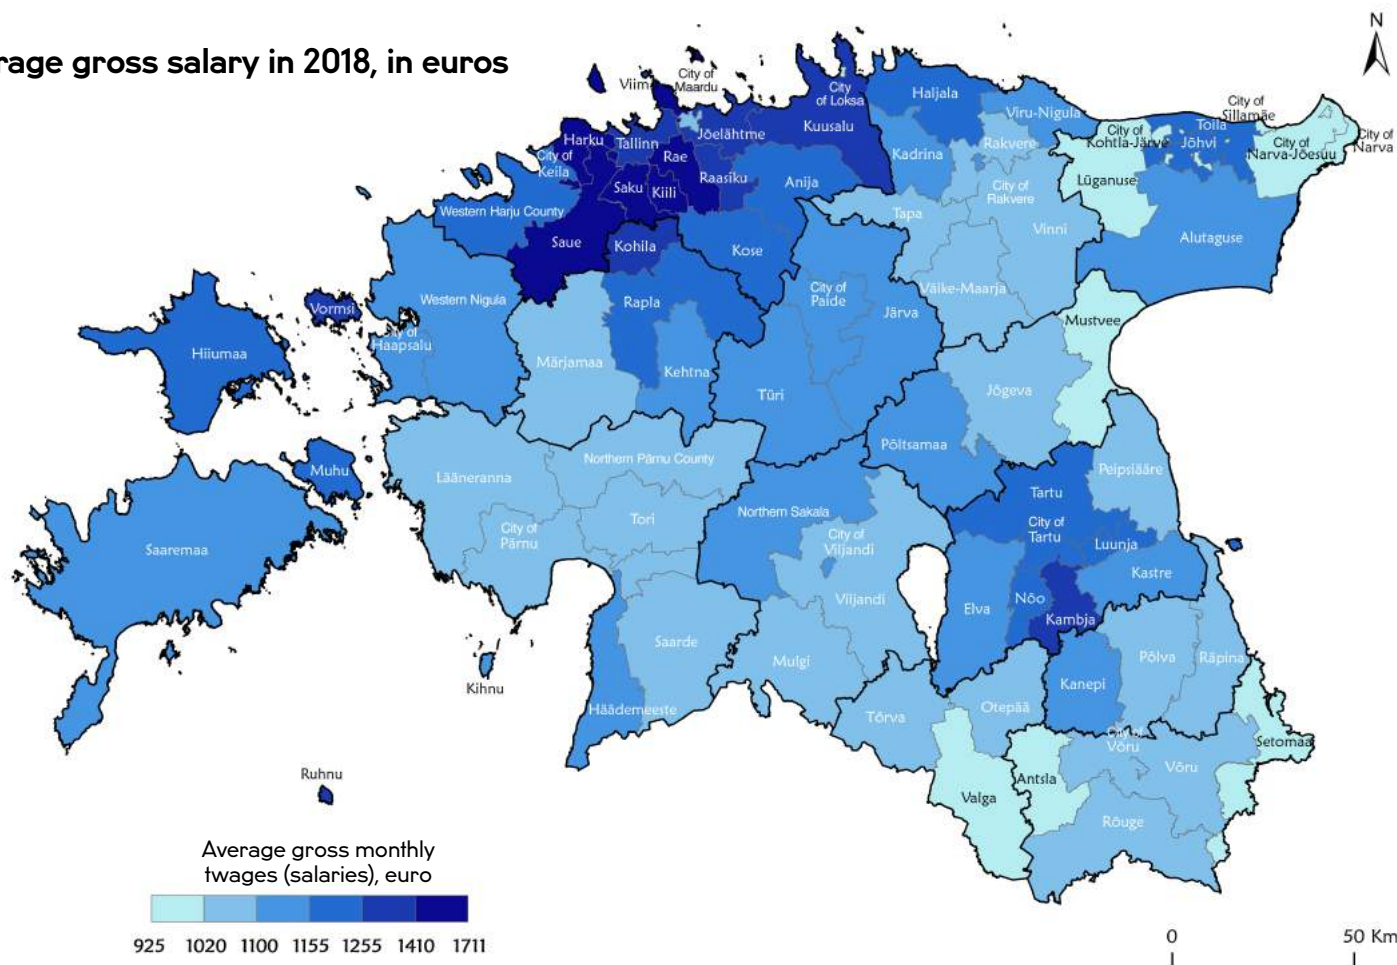 rage gross salary in 2018, in euros
N
Viim
City of
Maardu
City
of Loksa
Haljala
Viru-Nigula
City of
Sillamäe
City of
Narva
Harku
Tallinn
Jõelähtme
Kuusalu
Kadrina
Rakvere
City of
Kohtla-Järve
Toila
Jõhvi
City of
Narva-Jõesuu
City of
Keila
Rae
Saku
Kiili
Raasiku
Anija
City of
Rakvere
Lüganuse
Western Harju County
Saue
Kohila
Kose
Tapa
Vinni
Alutaguse
Vormsi
Western Nigula
Rapla
City of
Paide
Järva
Väike-Maarja
Mustvee
Hiiumaa
City of
Haapsalu
Märjamaa
Kehtna
Türi
Jõgeva
Põltsamaa
Peipsiääre
Muhu
Lääneranna
Northern Pärnu County
Tartu
City of
Tartu
Luunja
Saaremaa
City of
Pärnu
Tori
Northern Sakala
City of
Viljandi
Viljandi
Elva
Nõo
Kambja
Kastre
Kihnu
Saarde
Mulgi
Kanepi
Põlva
Räpina
Häädemeeste
Tõrva
Otepää
City of
Võru
Setomaa
Ruhnu
Valga
Antsla
Võru
Rõuge
Average gross monthly
twages (salaries), euro
925 1020 1100 1155 1255 1410 1711
0 50 Km